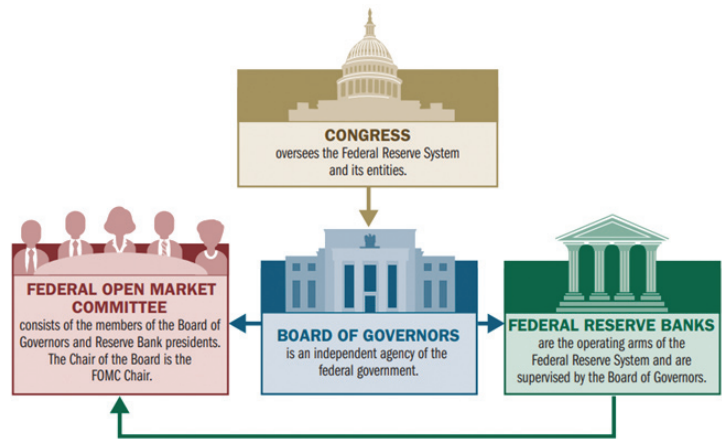 CONGRESS
oversees the Federal Reserve System
and its entities.
FEDERAL OPEN MARKET
COMMITTEE
consists of the members of the Board of
Governors and Reserve Bank presidents.
The Chair of the Board is the
FOMC Chair.
BOARD OF GOVERNORS
is an independent agency of the
federal government.
FEDERAL RESERVE BANKS
are the operating arms of the
Federal Reserve System and are
supervised by the Board of Governors.